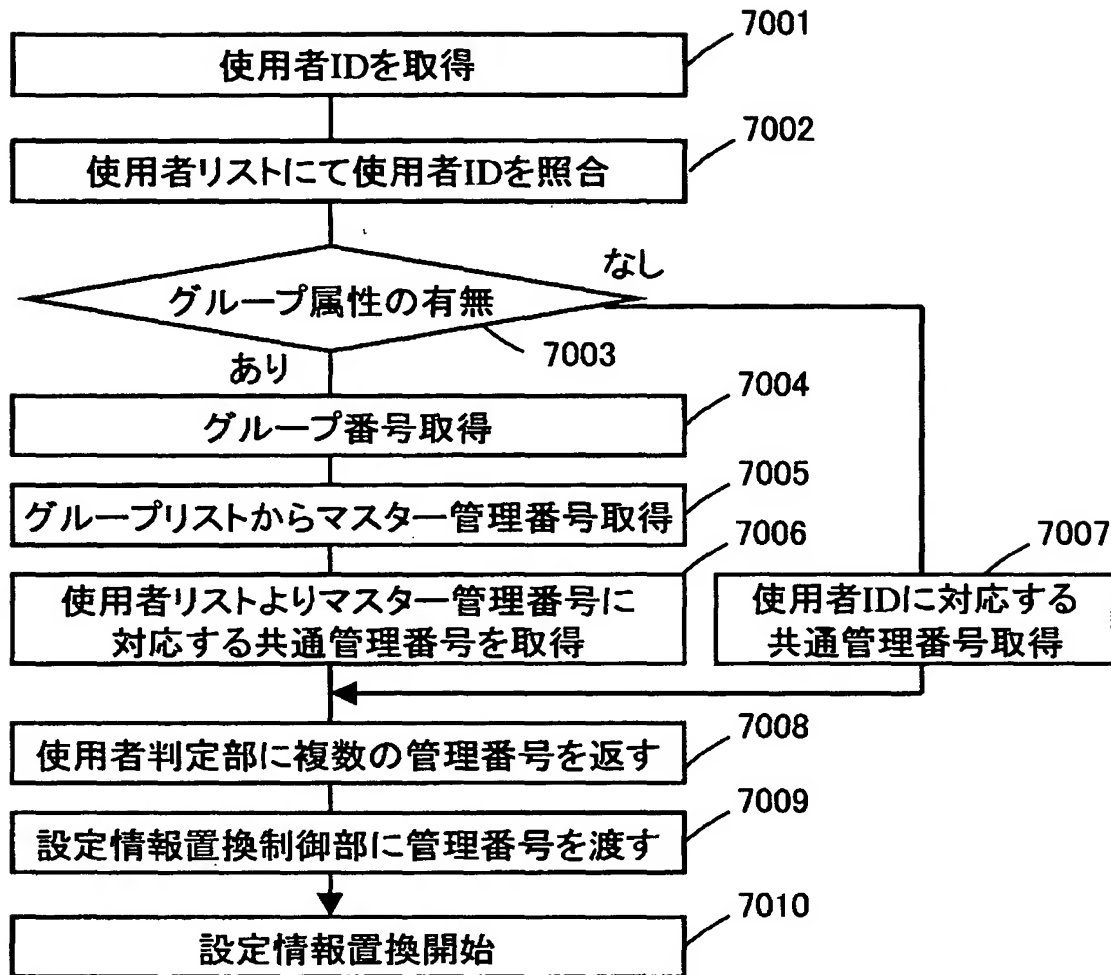 7001
使用者IDを取得
7002
使用者リストにて使用者IDを照合
なし
グループ属性の有無
7003
あり
7004
グループ番号取得
7005
グループリストからマスター管理番号取得
7006
使用者リストよりマスター管理番号に
対応する共通管理番号を取得
7007
使用者IDに対応する
共通管理番号取得
7008
使用者判定部に複数の管理番号を返す
7009
設定情報置換制御部に管理番号を渡す
7010
設定情報置換開始